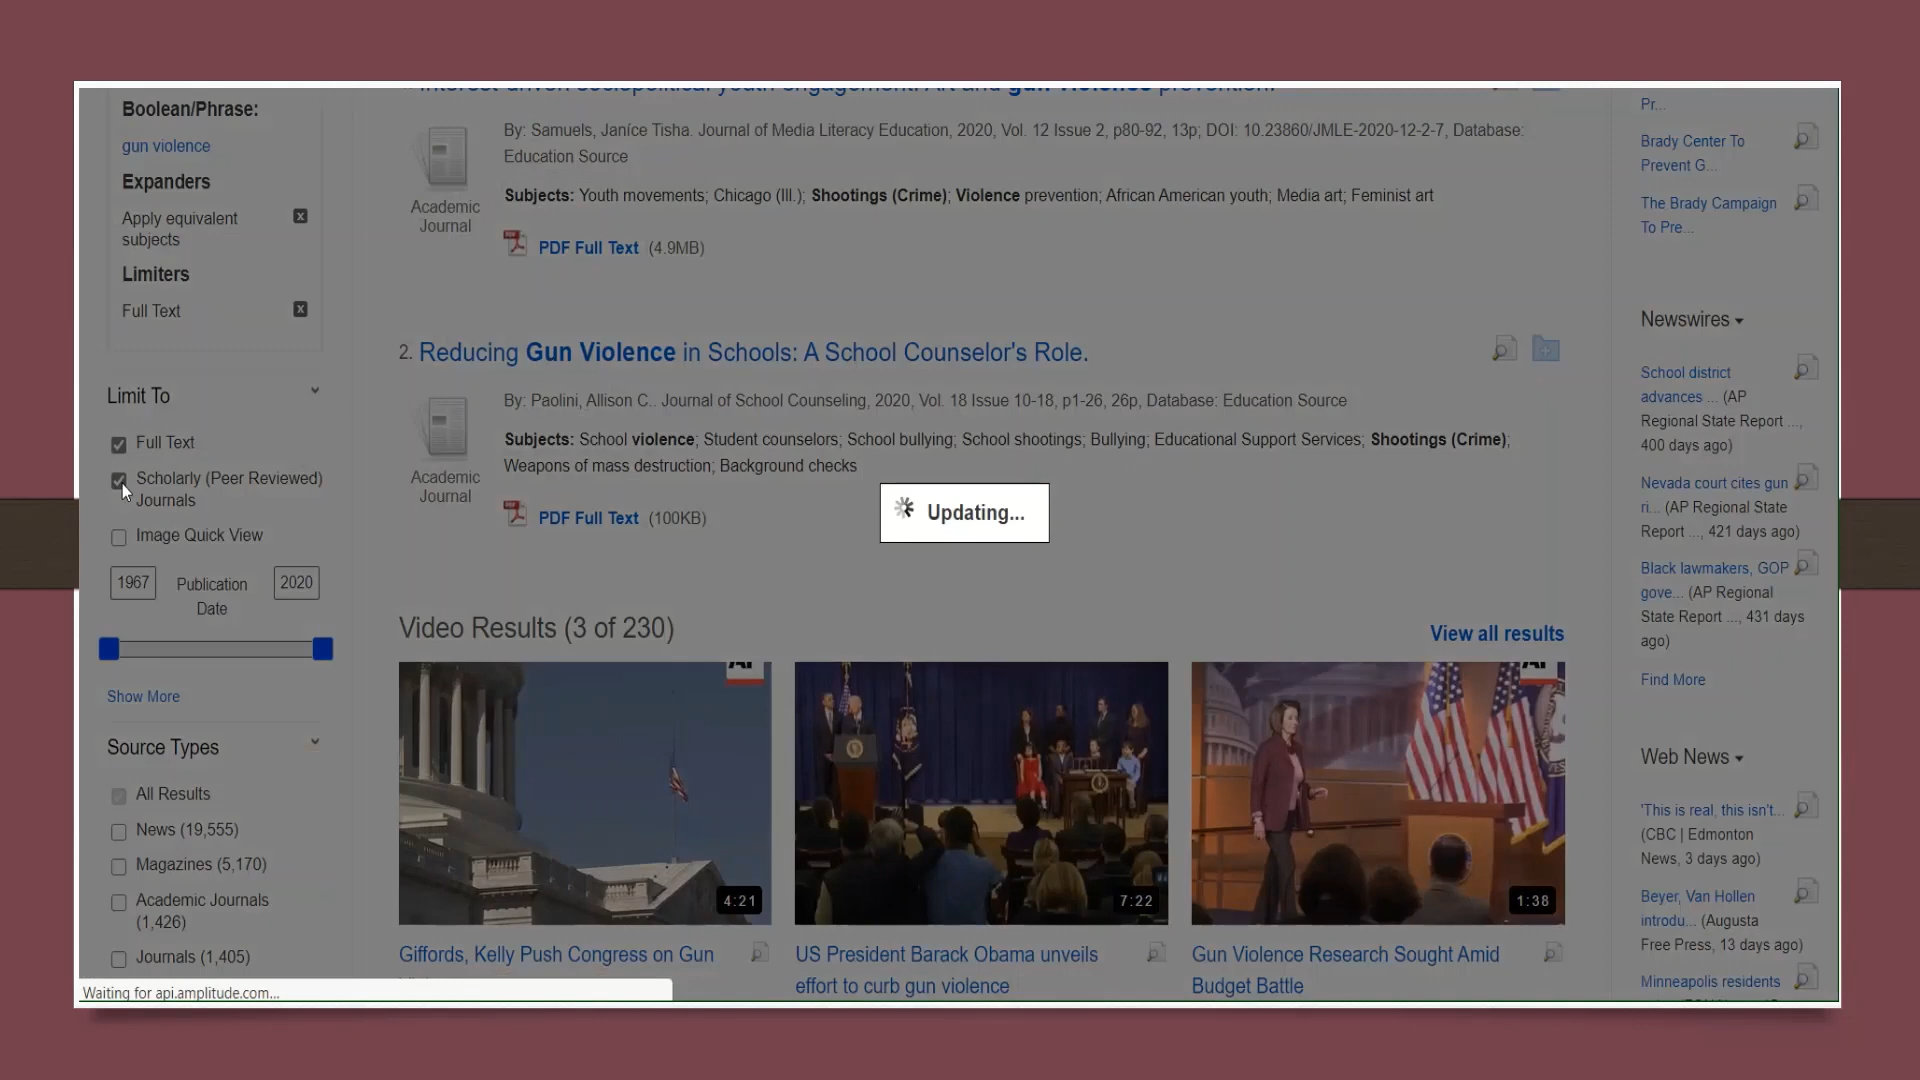 Boolean/Phrase:
gun violence
Expanders
Apply equivalent
subjects
Limiters
Full Text
Limit To
Full Text
Scholarly (Peer Reviewed)
Journals
Image Quick View
1967
Publication
Date
2020
Show More
Source Types
All Results
News (19,555)
Magazines (5,170)
Academic Journals
(1,426)
Journals (1,405)
Waiting for api.amplitude.com...
Interest-driven sociopolitical youth engagement: Art and gun violence prevention.
Academic
Journal
By: Samuels, Janíce Tisha. Journal of Media Literacy Education, 2020, Vol. 12 Issue 2, p80-92, 13p; DOI: 10.23860/JMLE-2020-12-2-7, Database:
Education Source
Subjects: Youth movements; Chicago (Ill.); Shootings (Crime); Violence prevention; African American youth; Media art; Feminist art
PDF Full Text (4.9MB)
2. Reducing Gun Violence in Schools: A School Counselor's Role.
Academic
Journal
By: Paolini, Allison C.. Journal of School Counseling, 2020, Vol. 18 Issue 10-18, p1-26, 26p, Database: Education Source
Subjects: School violence; Student counselors; School bullying; School shootings; Bullying; Educational Support Services; Shootings (Crime);
Weapons of mass destruction; Background checks
PDF Full Text (100KB)
Updating...
Video Results (3 of 230)
View all results
4:21
7:22
1:38
Giffords, Kelly Push Congress on Gun
US President Barack Obama unveils
effort to curb gun violence
Gun Violence Research Sought Amid
Budget Battle
Pr...
Brady Center To
Prevent G...
The Brady Campaign
To Pre...
Newswires
School district
advances ... (AP
Regional State Report ...,
400 days ago)
Nevada court cites gun
ri... (AP Regional State
Report ..., 421 days ago)
Black lawmakers, GOP
gove... (AP Regional
State Report ..., 431 days
ago)
Find More
Web News
'This is real, this isn't...
(CBC | Edmonton
News, 3 days ago)
Beyer, Van Hollen
introdu... (Augusta
Free Press, 13 days ago)
Minneapolis residents